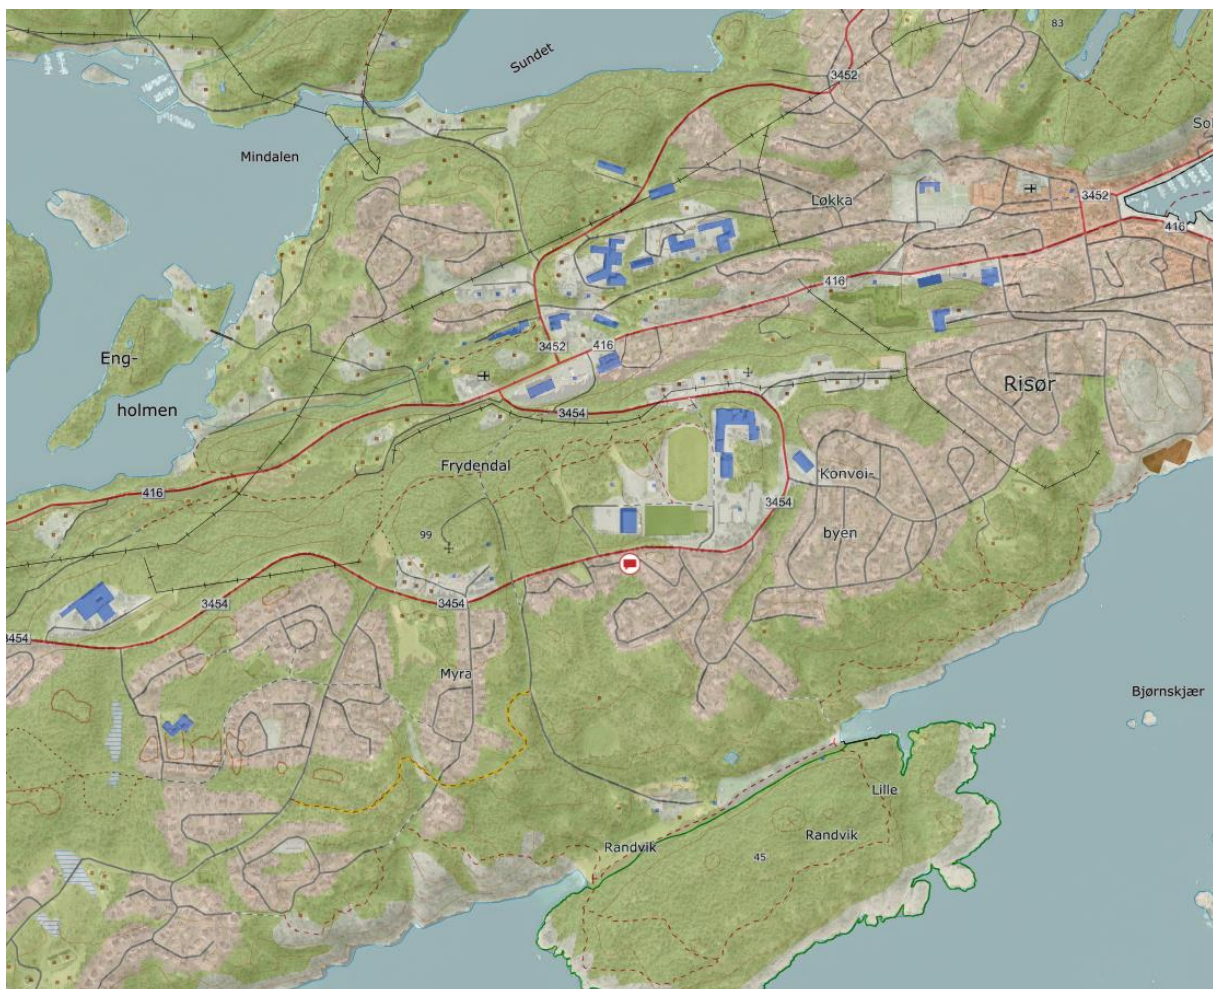 83
Sundet
3452
Mindalen
Løkka
3452
416
416
3452
416
Eng-
holmen
Risør
3454
Frydendal
Konvoi-
416
3454
99
byen
3454
3454
3454
Myra
Bjørnskjær
Lille
Randvik
Randvik
45